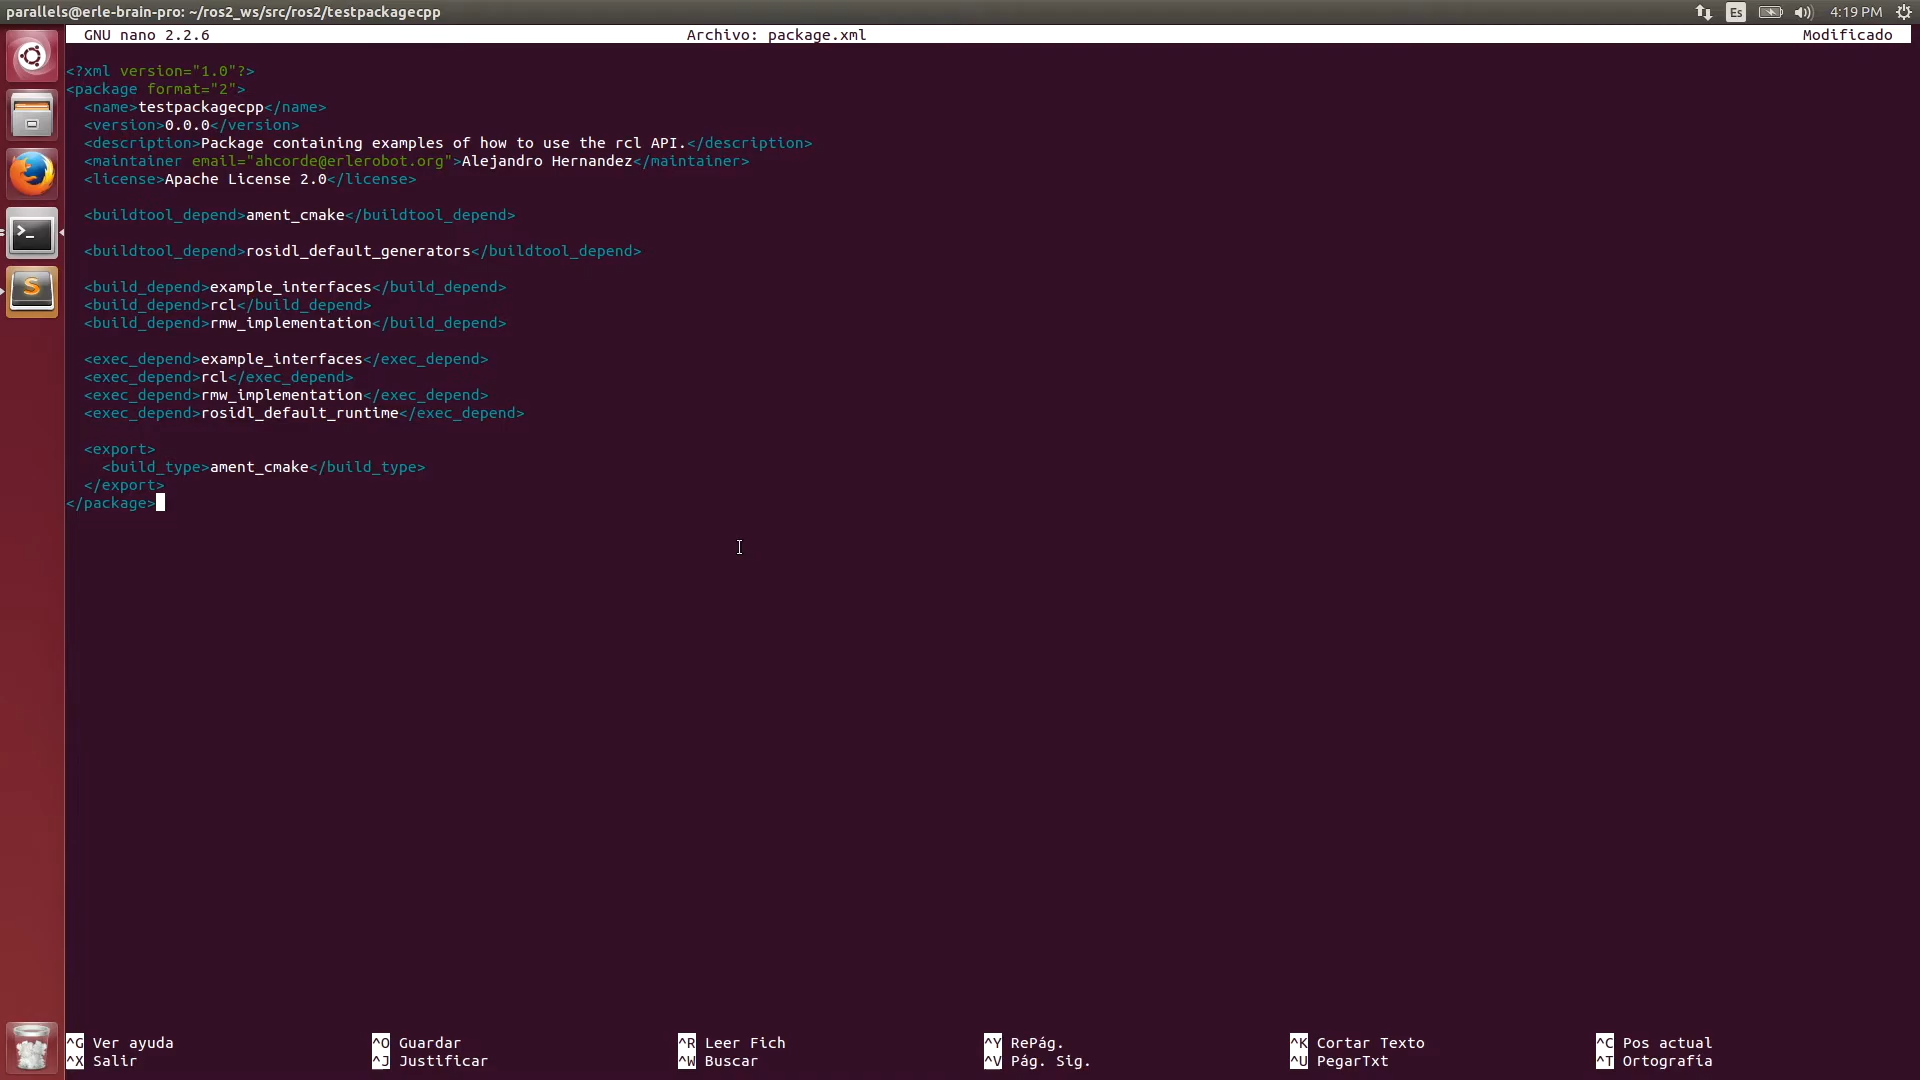 parallels@erle-brain-pro: ~/ros2_ws/src/ros2/testpackagecpp
Es
4:19 PM
GNU nano 2.2.6 Archivo: package.xml Modificado
<?xml version="1.0"?>
<package format="2">
<name>testpackagecpp</name>
<version>0.0.0</version>
<description>Package containing examples of how to use the rcl API.</description>
<maintainer email="ahcorde@erlerobot.org">Alejandro Hernandez</maintainer>
<license>Apache License 2.0</license>
<buildtool_depend>ament_cmake</buildtool_depend>
<buildtool_depend>rosidl_default_generators</buildtool_depend>
<build_depend>example_interfaces</build_depend>
<build_depend>rcl</build_depend>
<build_depend>rmw_implementation</build_depend>
<exec_depend>example_interfaces</exec_depend>
<exec_depend>rcl</exec_depend>
<exec_depend>rmw_implementation</exec_depend>
<exec_depend>rosidl_default_runtime</exec_depend>
<export>
<build_type>ament_cmake</build_type>
</export>
</package>
^G Ver ayuda ^O Guardar ^R Leer Fich ^Y RePág. ^K Cortar Texto ^C Pos actual
^X Salir ^J Justificar ^W Buscar ^V Pág. Sig. ^U PegarTxt ^T Ortografía